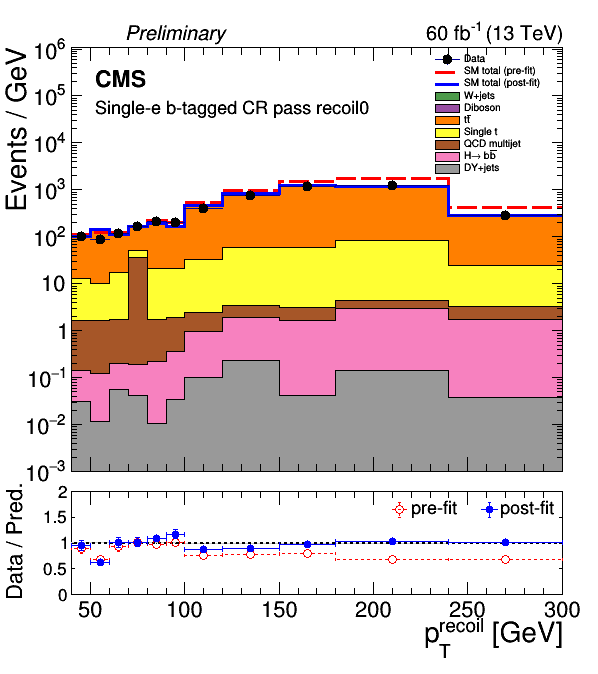 Preliminary 60 fb⁻¹ (13 TeV)
CMS
Single-e b-tagged CR pass recoil0
Data
SM total (pre-fit)
SM total (post-fit)
W+jets
Diboson
tt̅
Single t
QCD multijet
H→ bb̅
DY+jets
Events / GeV
10⁶
10⁵
10⁴
10³
10²
10
1
10⁻¹
10⁻²
10⁻³
pre-fit post-fit
Data / Pred.
2
1.5
1
0.5
0
50 100 150 200 250 300
p_T^recoil [GeV]